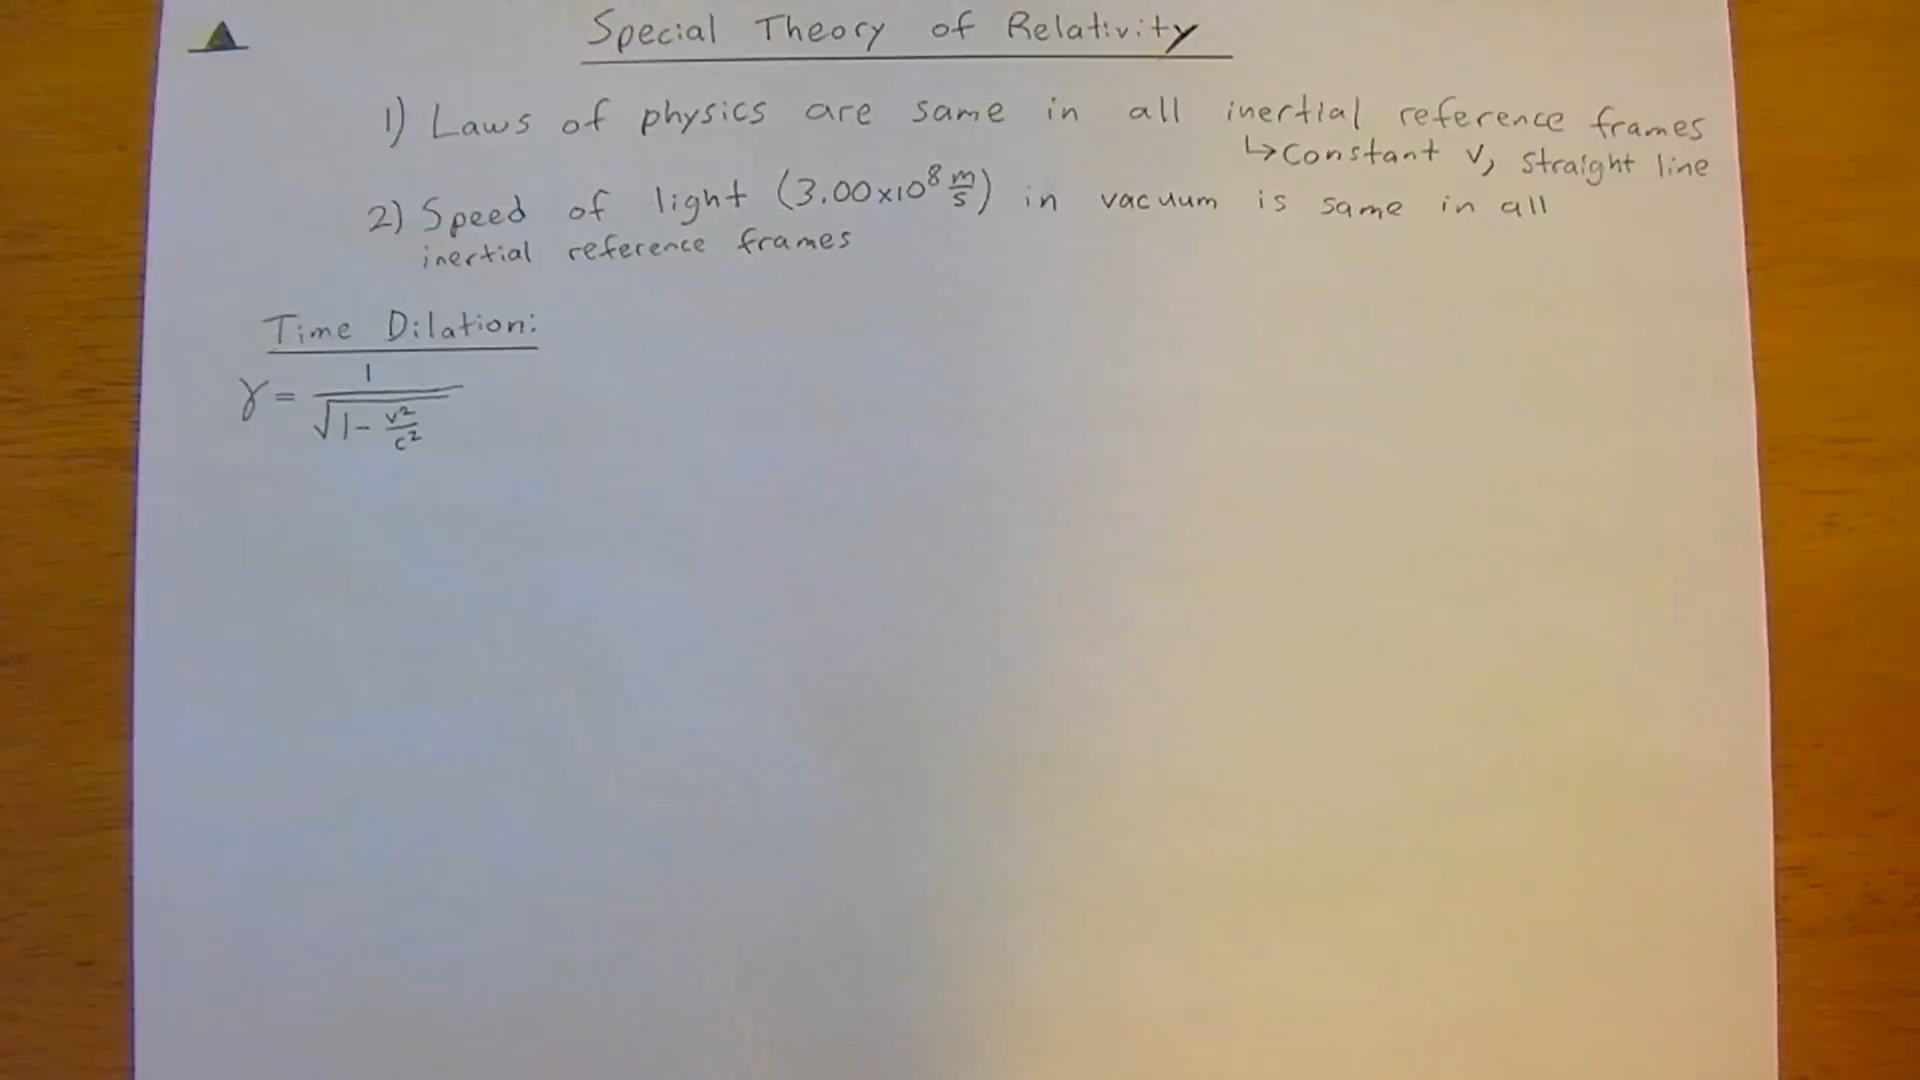 Special Theory of Relativity
1) Laws of physics are same in all inertial reference frames
↳ Constant v, straight line
2) Speed of light (3.00×10⁸ m/s) in vacuum is same in all
inertial reference frames
Time Dilation:
γ = 1/√(1 - v²/c²)